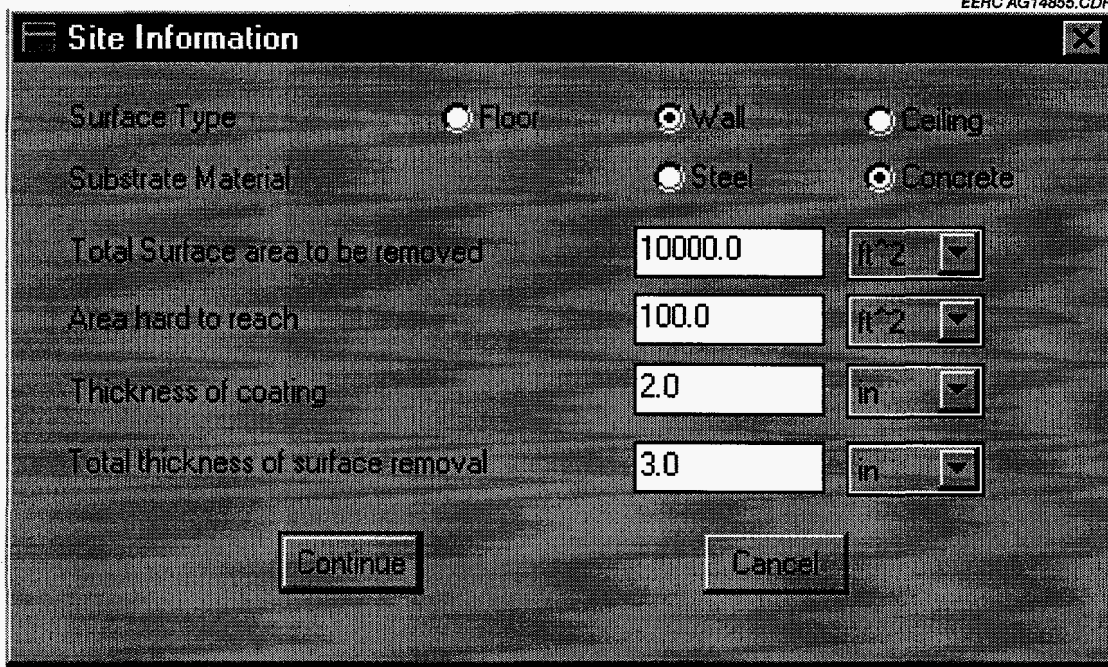 EERC AG14855.CDR
Site Information
Surface Type Floor Wall Ceiling
Substrate Material Steel Concrete
Total Surface area to be removed 10000.0 ft^2
Area hard to reach 100.0 ft^2
Thickness of coating 2.0 in
Total thickness of surface removal 3.0 in
Continue Cancel